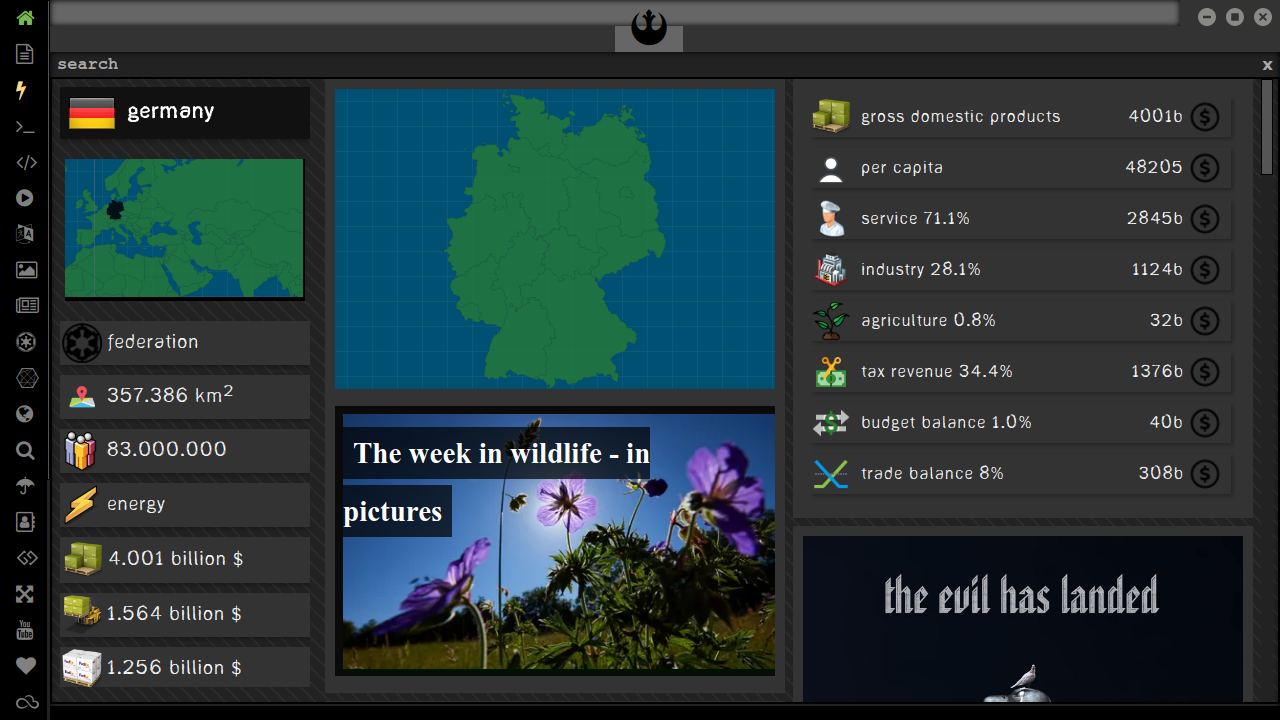 search
x
germany
federation
357.386 km²
83.000.000
energy
4.001 billion $
1.564 billion $
1.256 billion $
The week in wildlife - in
pictures
gross domestic products 4001b
per capita 48205
service 71.1% 2845b
industry 28.1% 1124b
agriculture 0.8% 32b
tax revenue 34.4% 1376b
budget balance 1.0% 40b
trade balance 8% 308b
the evil has landed
You
Tube